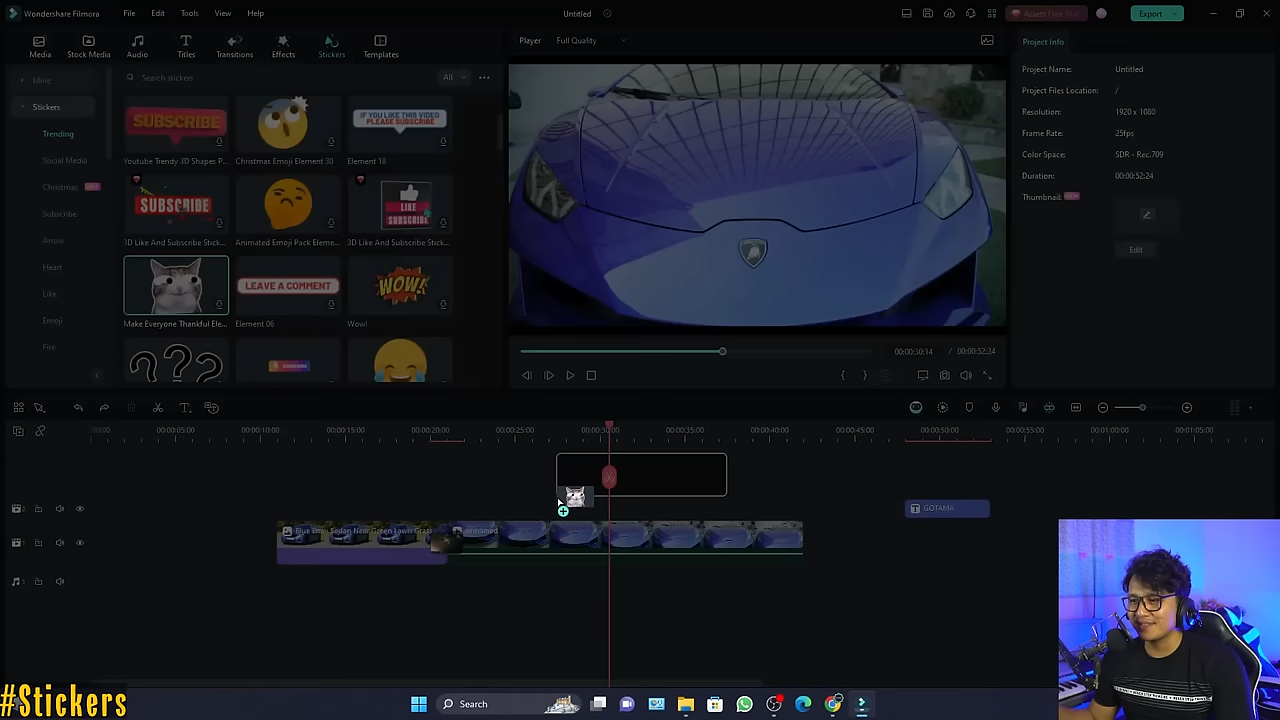 Wondershare Filmora File Edit Tools View Help Untitled Assets Free Trial Export
Media Stock Media Audio Titles Transitions Effects Stickers Templates
Player Full Quality
Project Info
Mine
Search stickers All
Stickers
Trending
Social Media
Christmas
Subscribe
Arrow
Heart
Like
Emoji
Fire
SUBSCRIBE
IF YOU LIKE THIS VIDEO
PLEASE SUBSCRIBE
Youtube Trendy 3D Shapes P... Christmas Emoji Element 30 Element 18
SUBSCRIBE
LIKE
SUBSCRIBE
3D Like And Subscribe Stick... Animated Emoji Pack Eleme... 3D Like And Subscribe Stick...
LEAVE A COMMENT
WOW!
Make Everyone Thankful Ele... Element 06 Wow!
???
Project Name: Untitled
Project Files Location: /
Resolution: 1920 x 1080
Frame Rate: 25fps
Color Space: SDR - Rec.709
Duration: 00:00:52:24
Thumbnail:
Edit
00:00:30:14 / 00:00:52:24
00:00 00:00:05:00 00:00:10:00 00:00:15:00 00:00:20:00 00:00:25:00 00:00:30:00 00:00:35:00 00:00:40:00 00:00:45:00 00:00:50:00 00:00:55:00 00:01:00:00 00:01:05:00
2
T GOTAMA
1 Blue Bmw Sedan Near Green Lawn Grass unnamed
1
#Stickers
Search